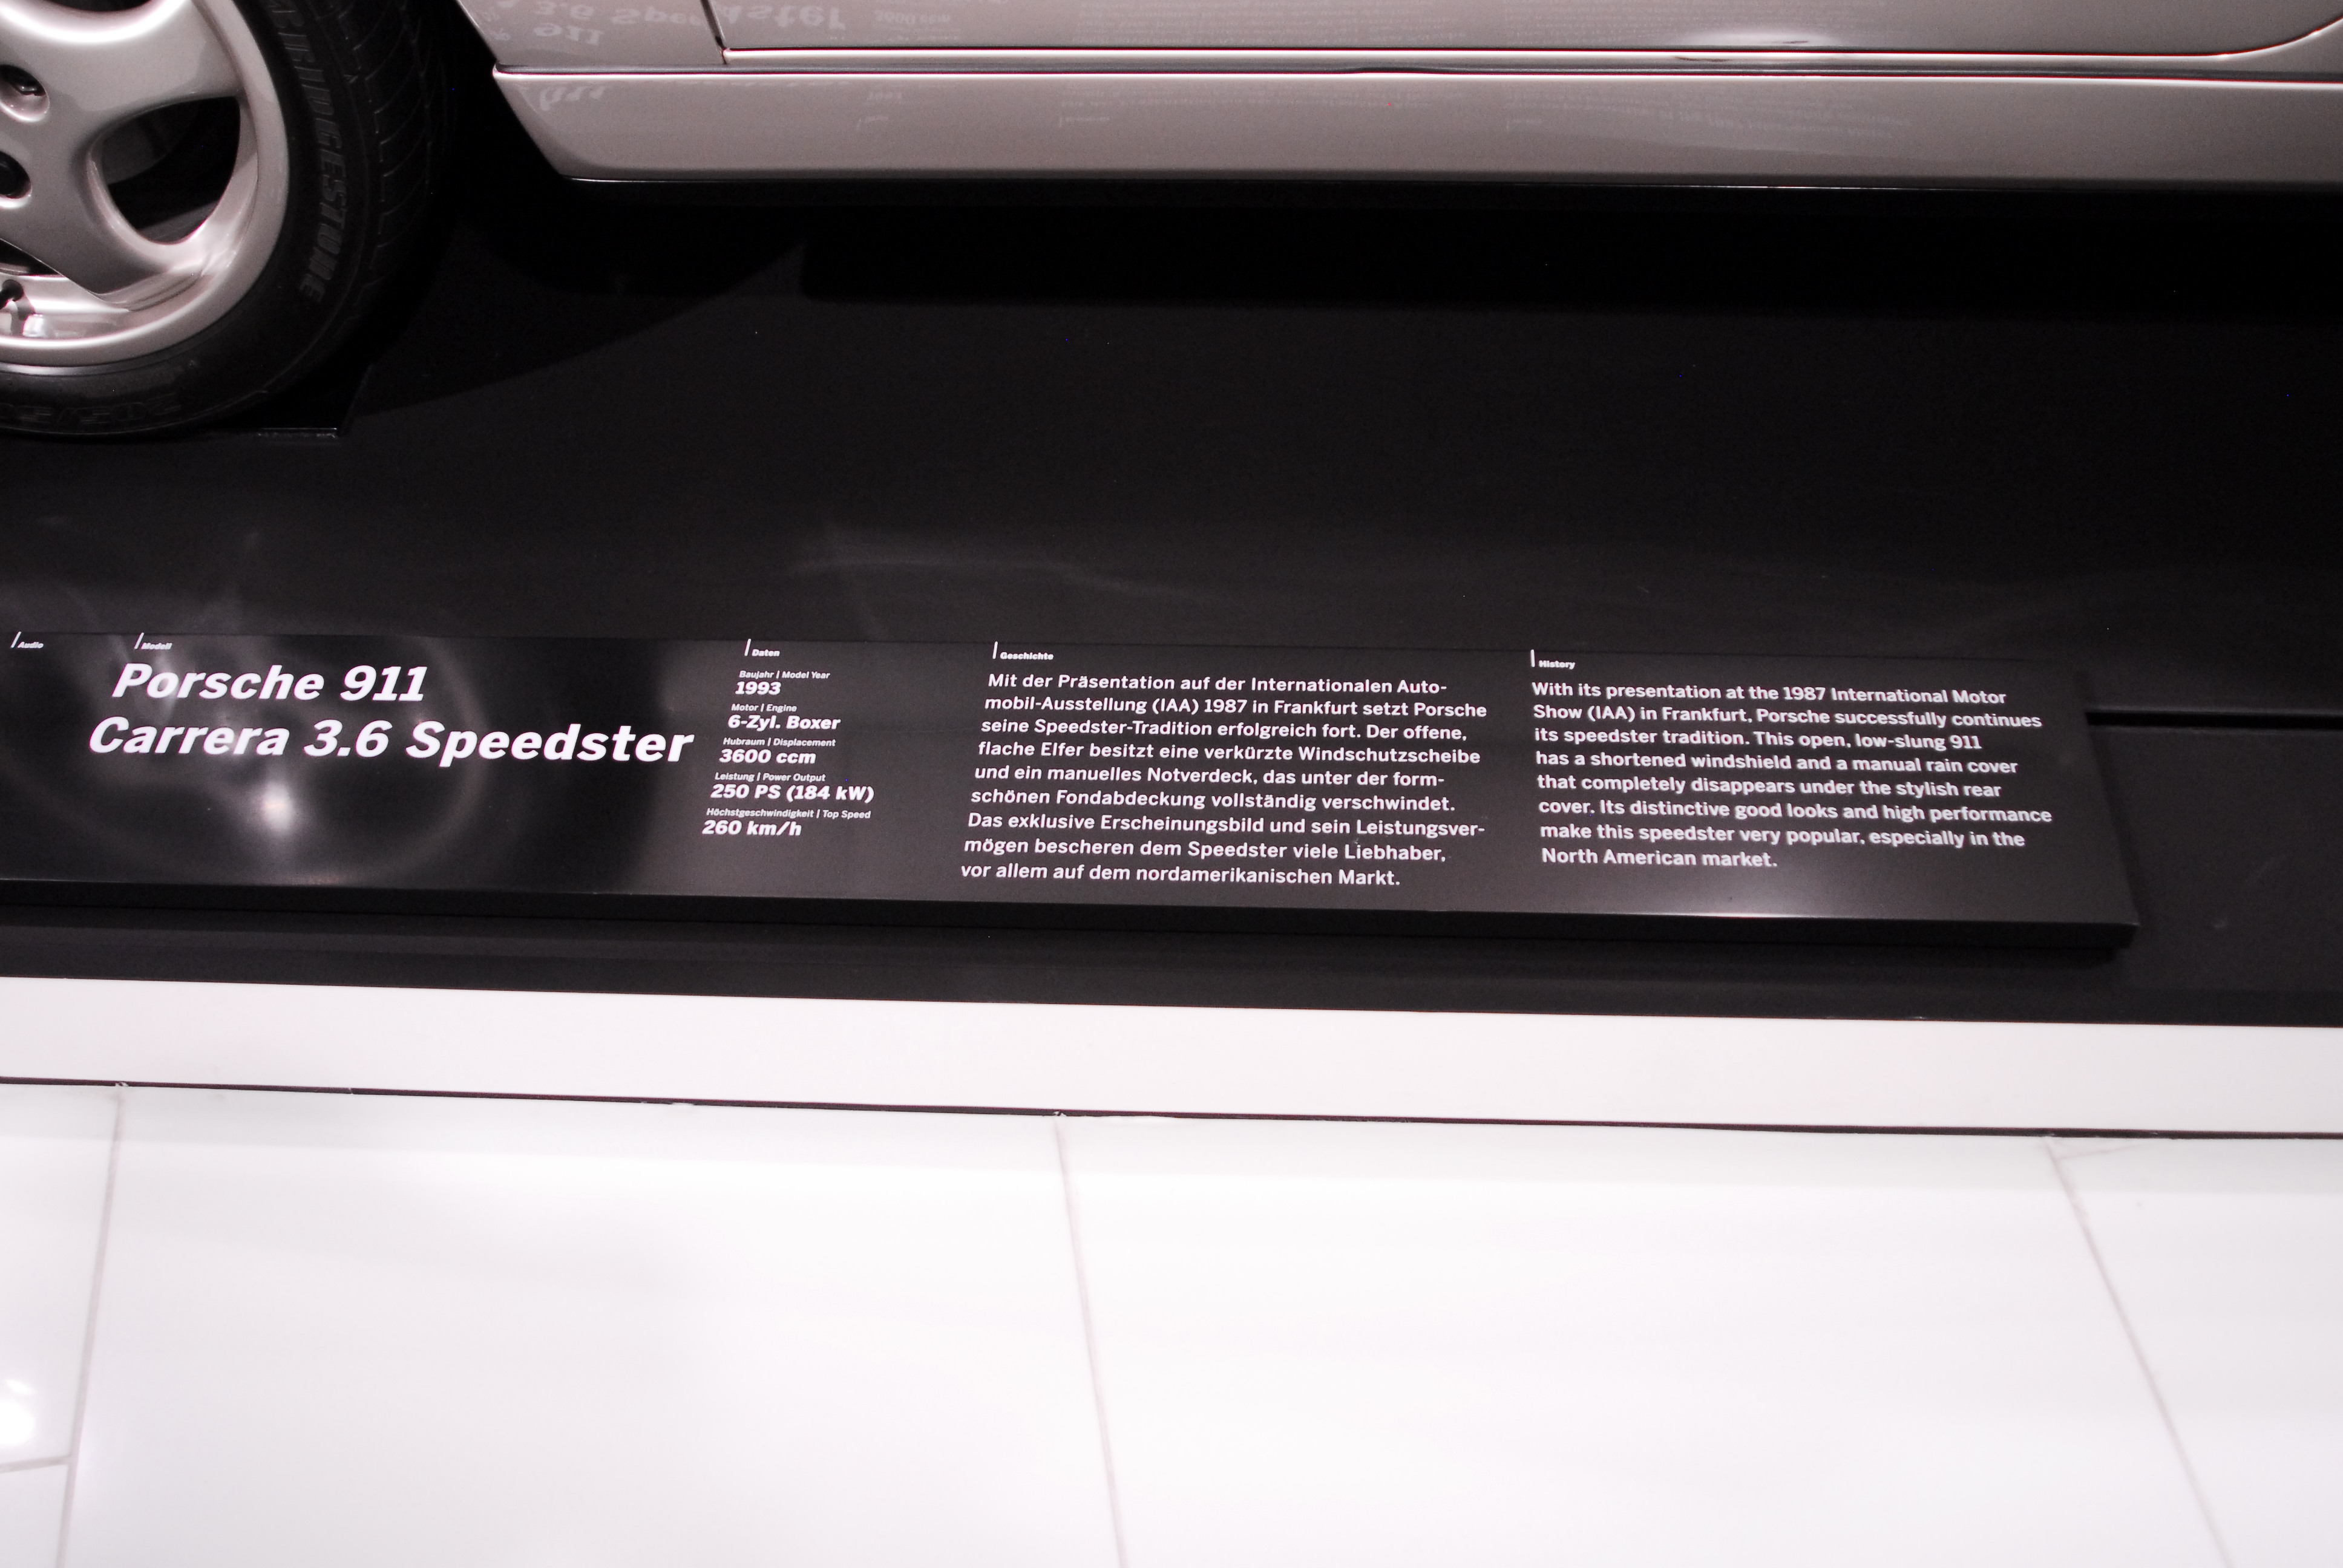 BRIDGESTONE
Audio
Modell
Porsche 911
Carrera 3.6 Speedster
Daten
Baujahr | Model Year
1993
Motor | Engine
6-Zyl. Boxer
Hubraum | Displacement
3600 ccm
Leistung | Power Output
250 PS (184 kW)
Höchstgeschwindigkeit | Top Speed
260 km/h
Geschichte
Mit der Präsentation auf der Internationalen Auto-
mobil-Ausstellung (IAA) 1987 in Frankfurt setzt Porsche
seine Speedster-Tradition erfolgreich fort. Der offene,
flache Elfer besitzt eine verkürzte Windschutzscheibe
und ein manuelles Notverdeck, das unter der form-
schönen Fondabdeckung vollständig verschwindet.
Das exklusive Erscheinungsbild und sein Leistungsver-
mögen bescheren dem Speedster viele Liebhaber,
vor allem auf dem nordamerikanischen Markt.
History
With its presentation at the 1987 International Motor
Show (IAA) in Frankfurt, Porsche successfully continues
its speedster tradition. This open, low-slung 911
has a shortened windshield and a manual rain cover
that completely disappears under the stylish rear
cover. Its distinctive good looks and high performance
make this speedster very popular, especially in the
North American market.